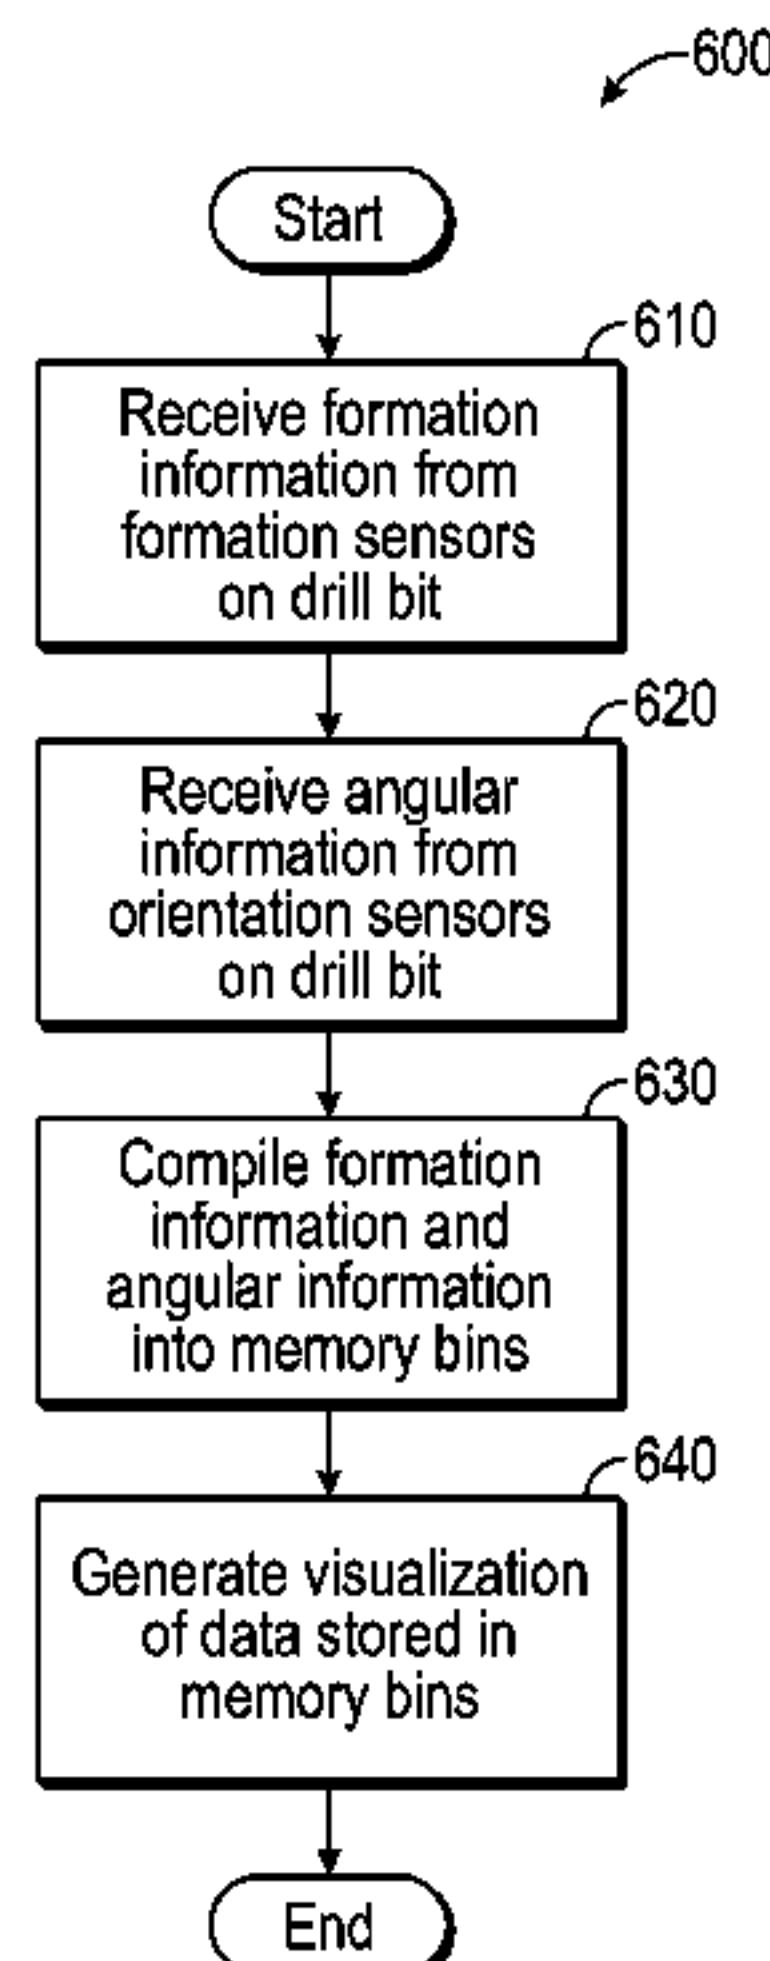 600
Start
610
Receive formation
information from
formation sensors
on drill bit
620
Receive angular
information from
orientation sensors
on drill bit
630
Compile formation
information and
angular information
into memory bins
640
Generate visualization
of data stored in
memory bins
End